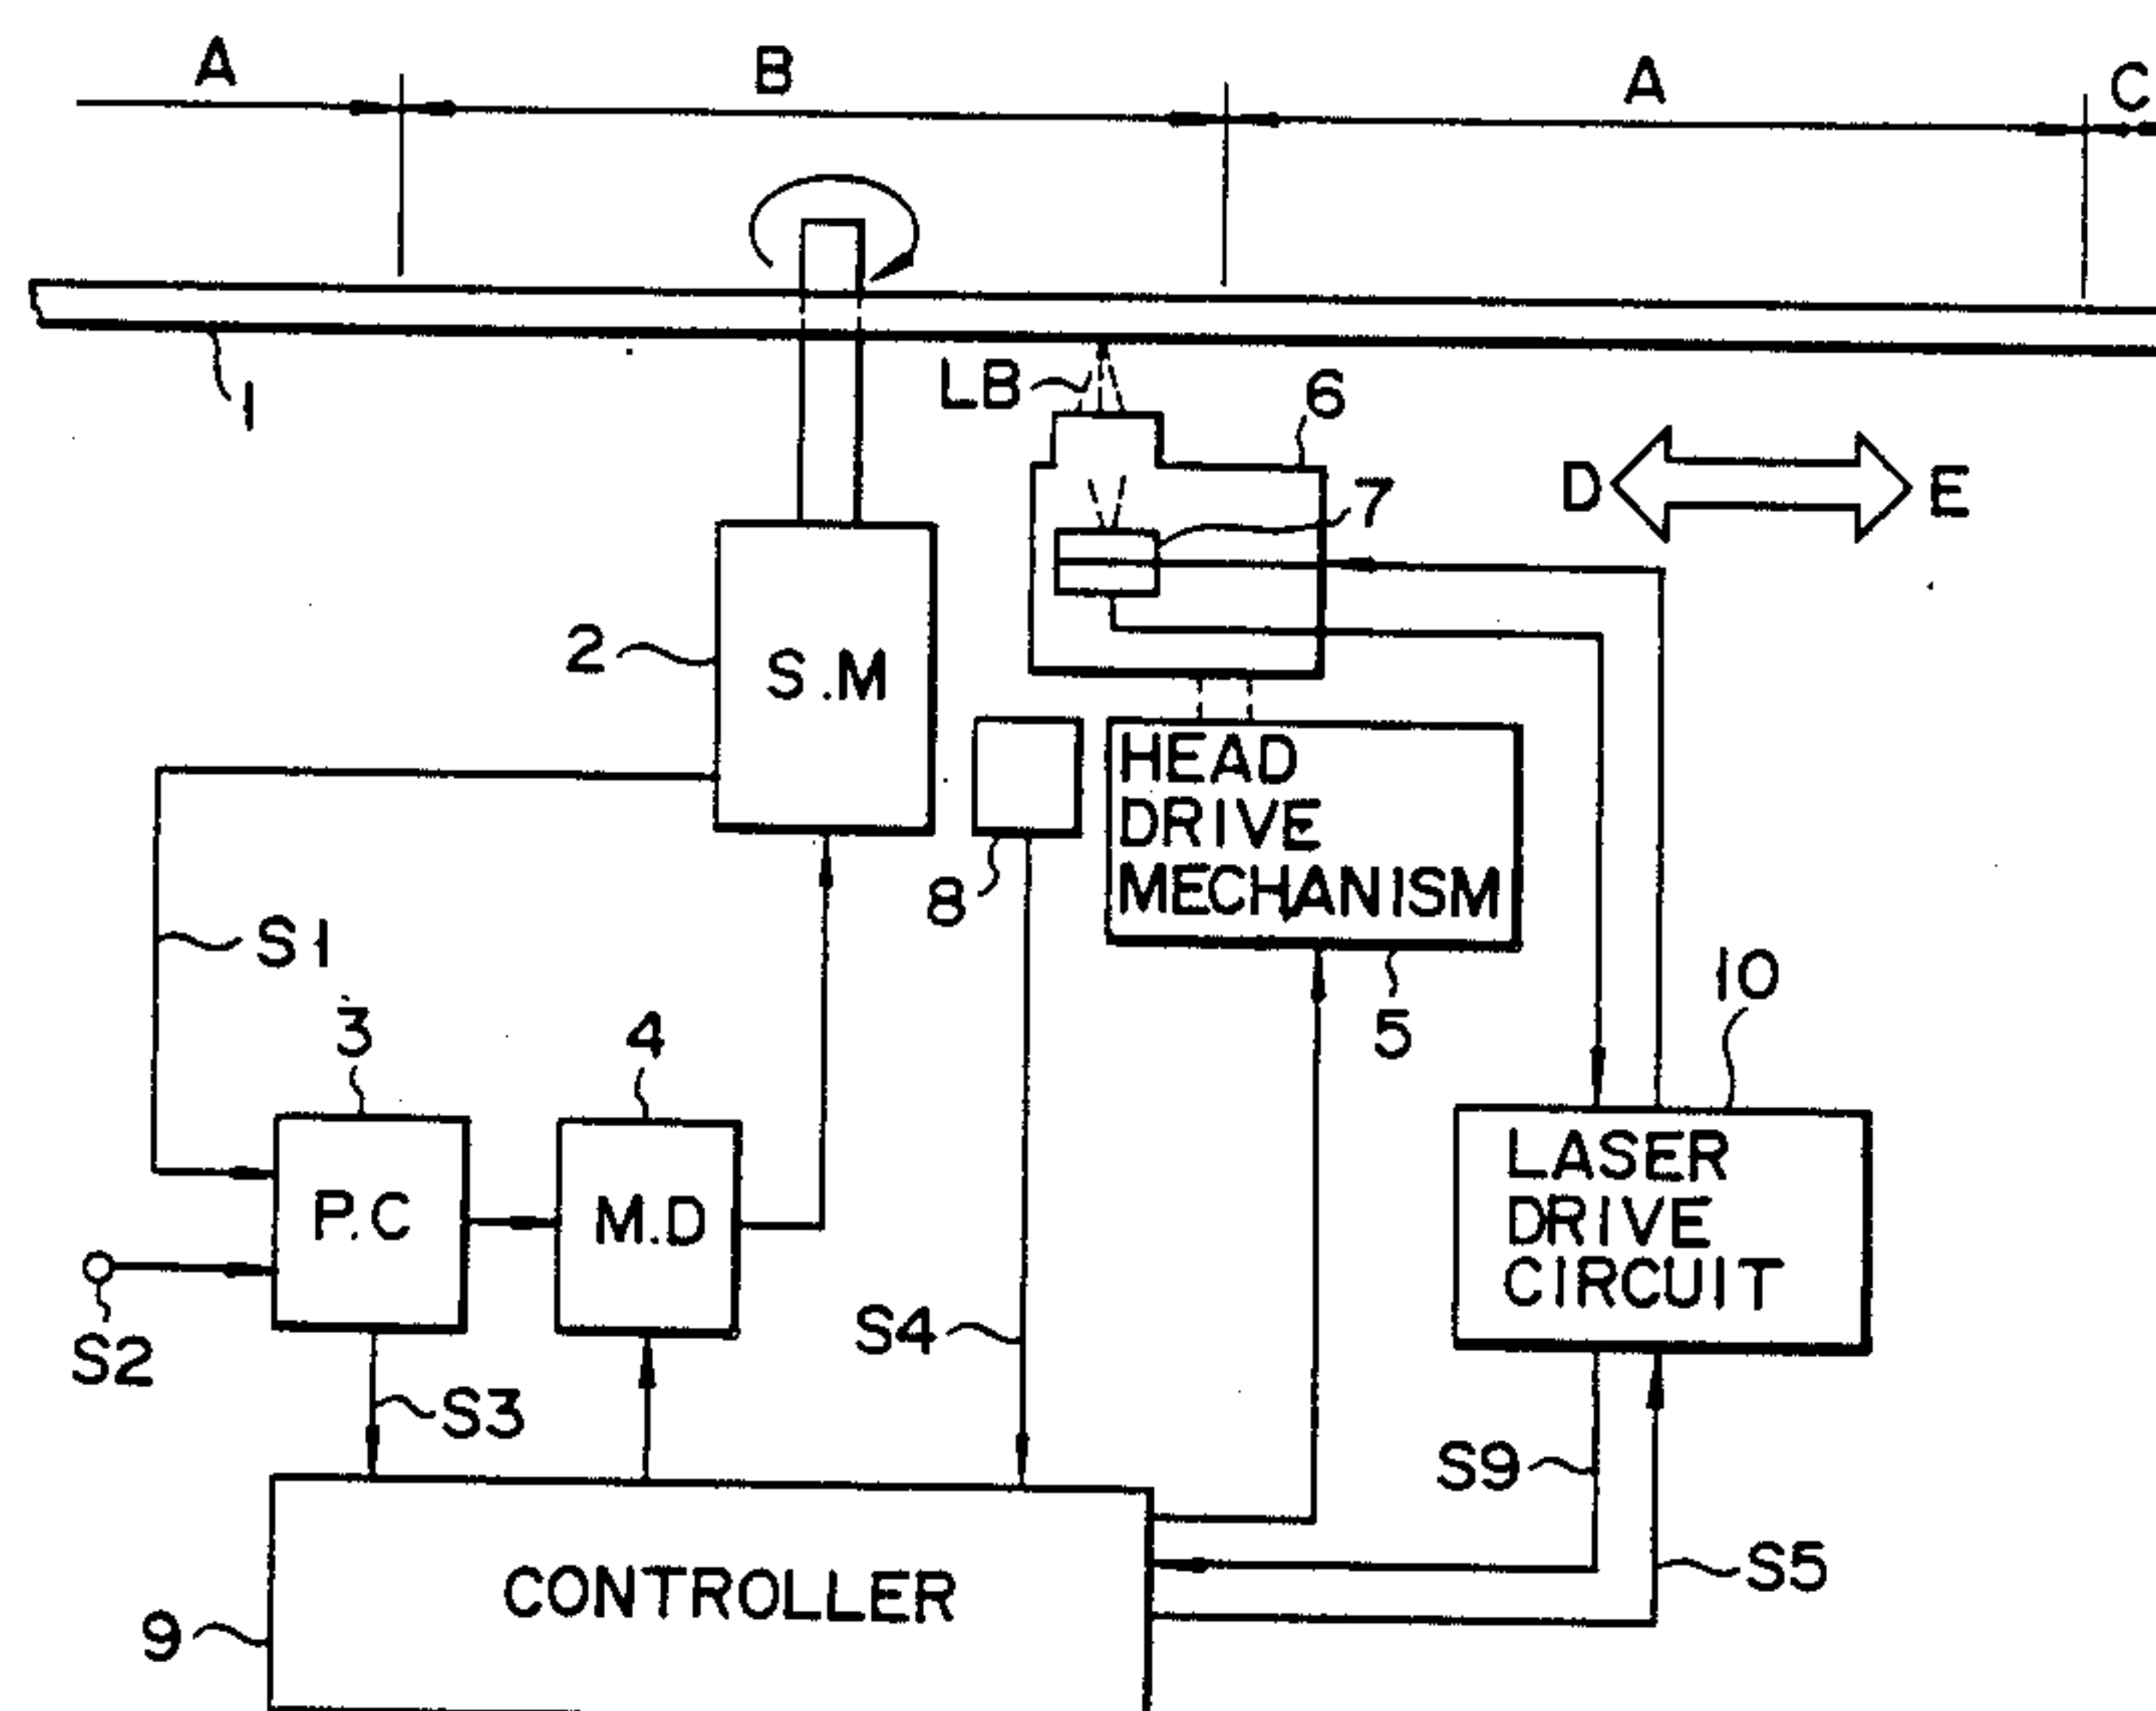 A
B
A
C
LB
1
6
D
E
7
2
S.M
HEAD
DRIVE
MECHANISM
8
S1
5
10
3
4
LASER
DRIVE
CIRCUIT
P.C
M.D
S2
S4
S3
S9
S5
CONTROLLER
9